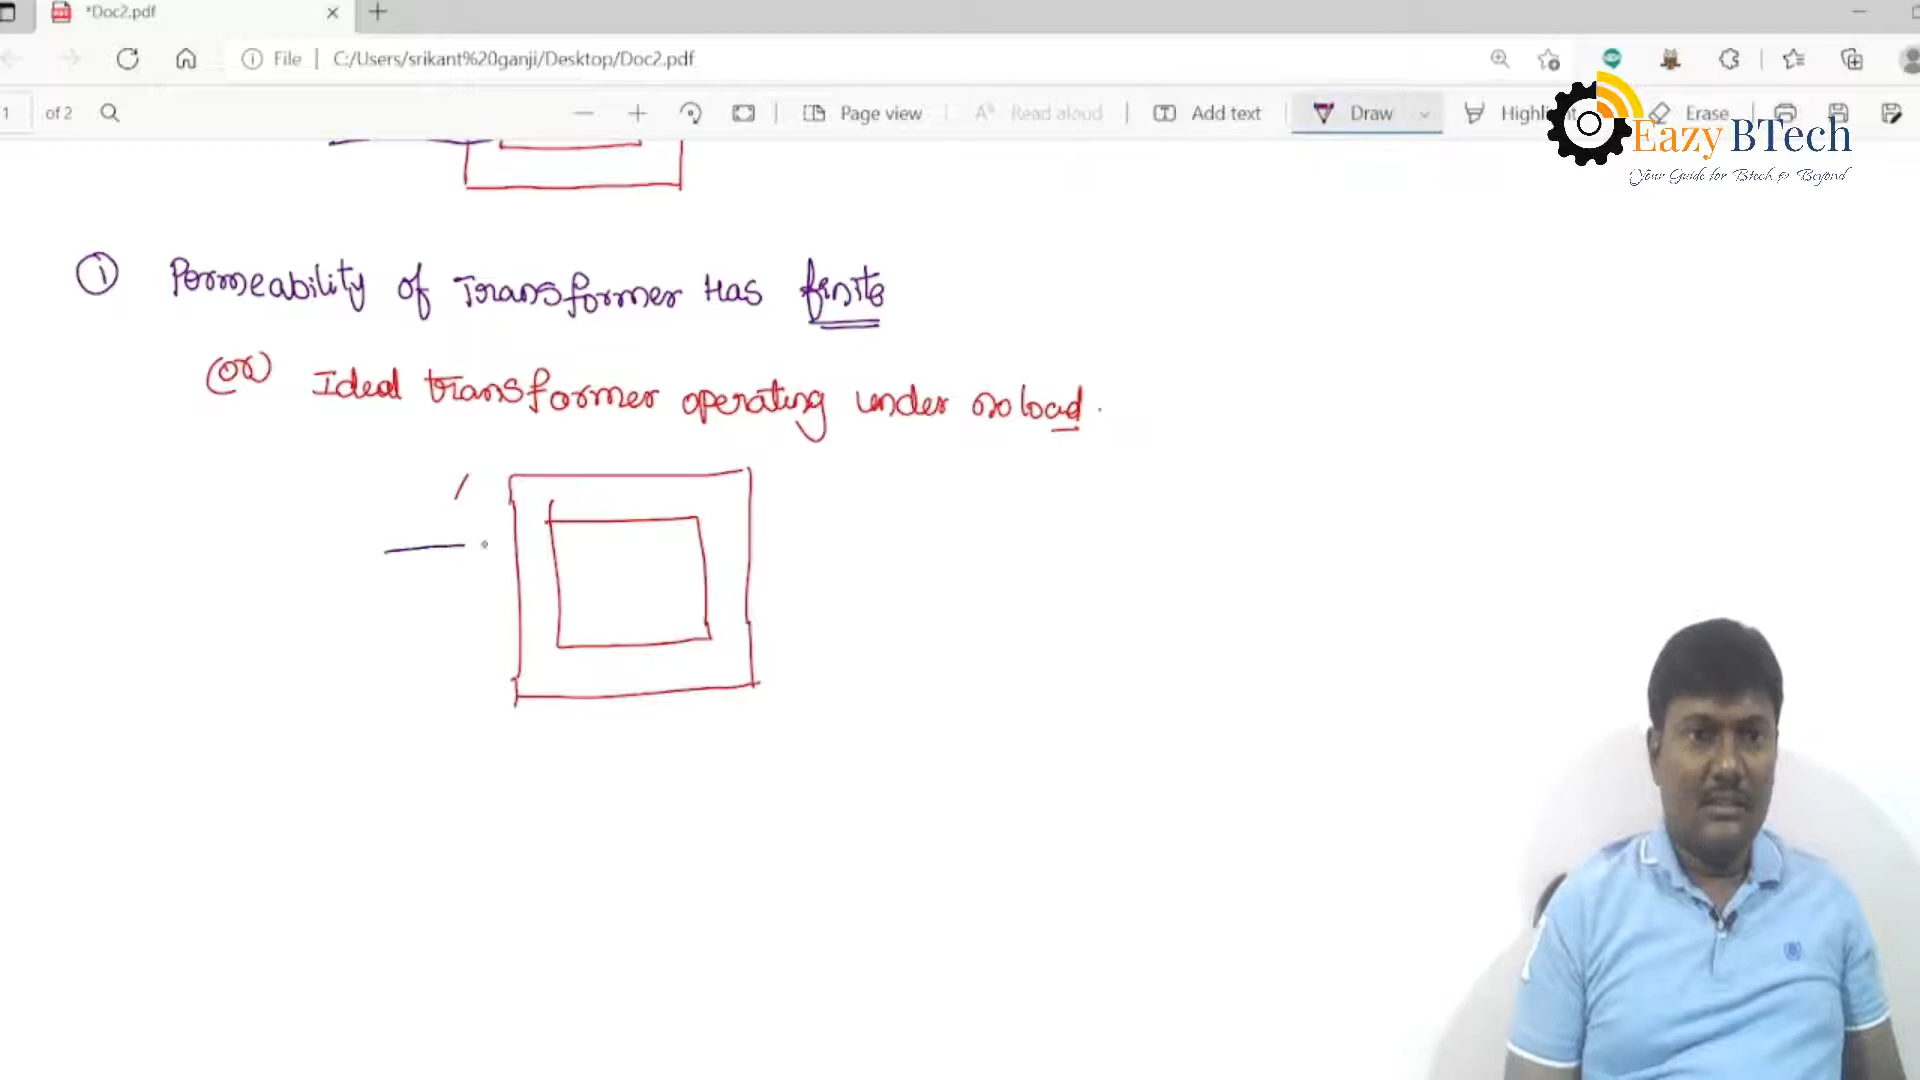 *Doc2.pdf
File | C:/Users/srikant%20ganji/Desktop/Doc2.pdf
1 of 2 Page view Read aloud Add text Draw Highlight Erase
Eazy BTech
Your Guide for Btech & Beyond
① Permeability of Transformer Has finite
(or) Ideal transformer operating under no load.